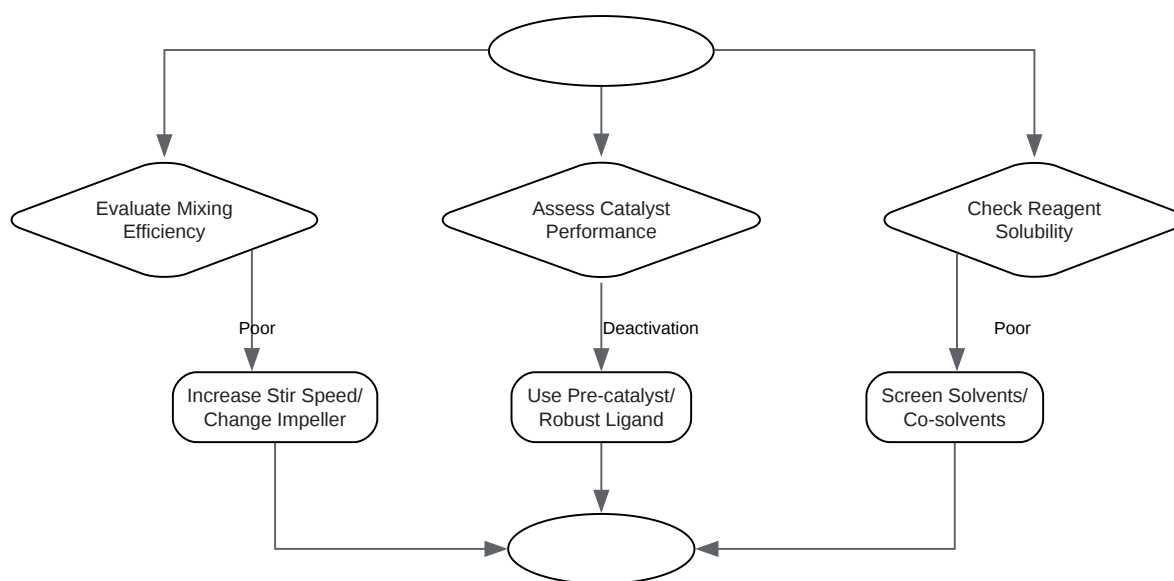 Evaluate Mixing
Efficiency
Assess Catalyst
Performance
Check Reagent
Solubility
Poor
Deactivation
Poor
Increase Stir Speed/
Change Impeller
Use Pre-catalyst/
Robust Ligand
Screen Solvents/
Co-solvents